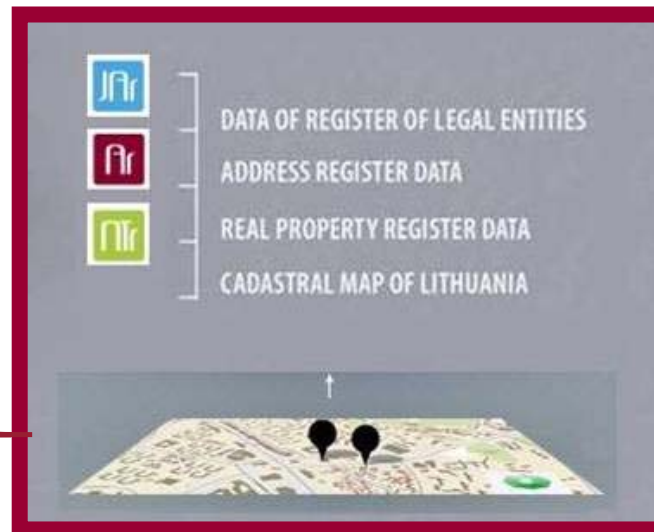 JAr
DATA OF REGISTER OF LEGAL ENTITIES
Ar
ADDRESS REGISTER DATA
NTr
REAL PROPERTY REGISTER DATA
CADASTRAL MAP OF LITHUANIA